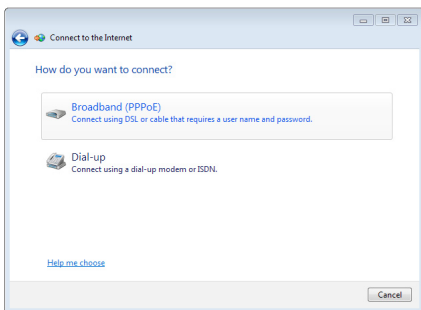 Connect to the Internet
How do you want to connect?
Broadband (PPPoE)
Connect using DSL or cable that requires a user name and password.
Dial-up
Connect using a dial-up modem or ISDN.
Help me choose
Cancel